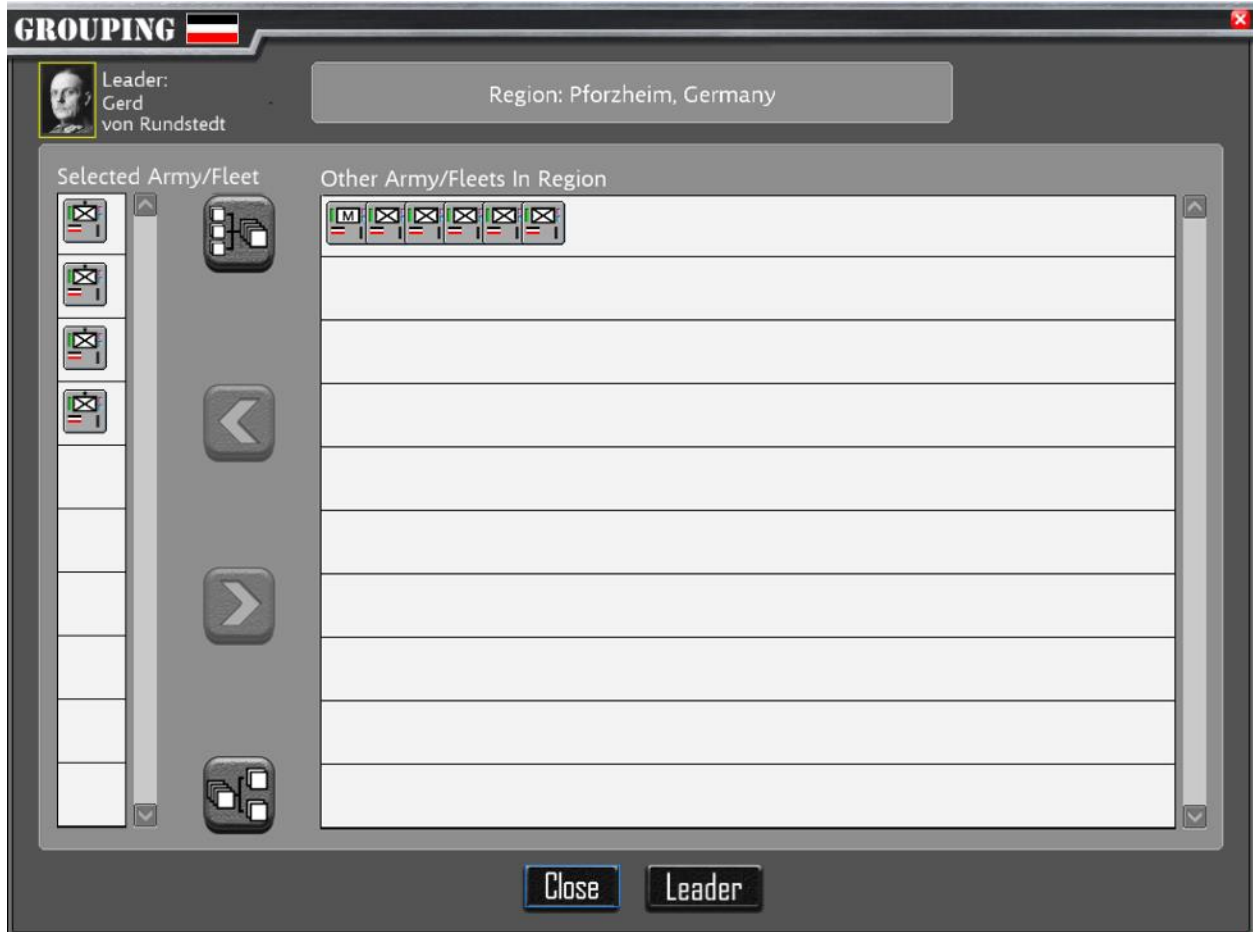 GROUPING
Leader:
Gerd
von Rundstedt
Region: Pforzheim, Germany
Selected Army/Fleet
Other Army/Fleets In Region
M
Close
Leader